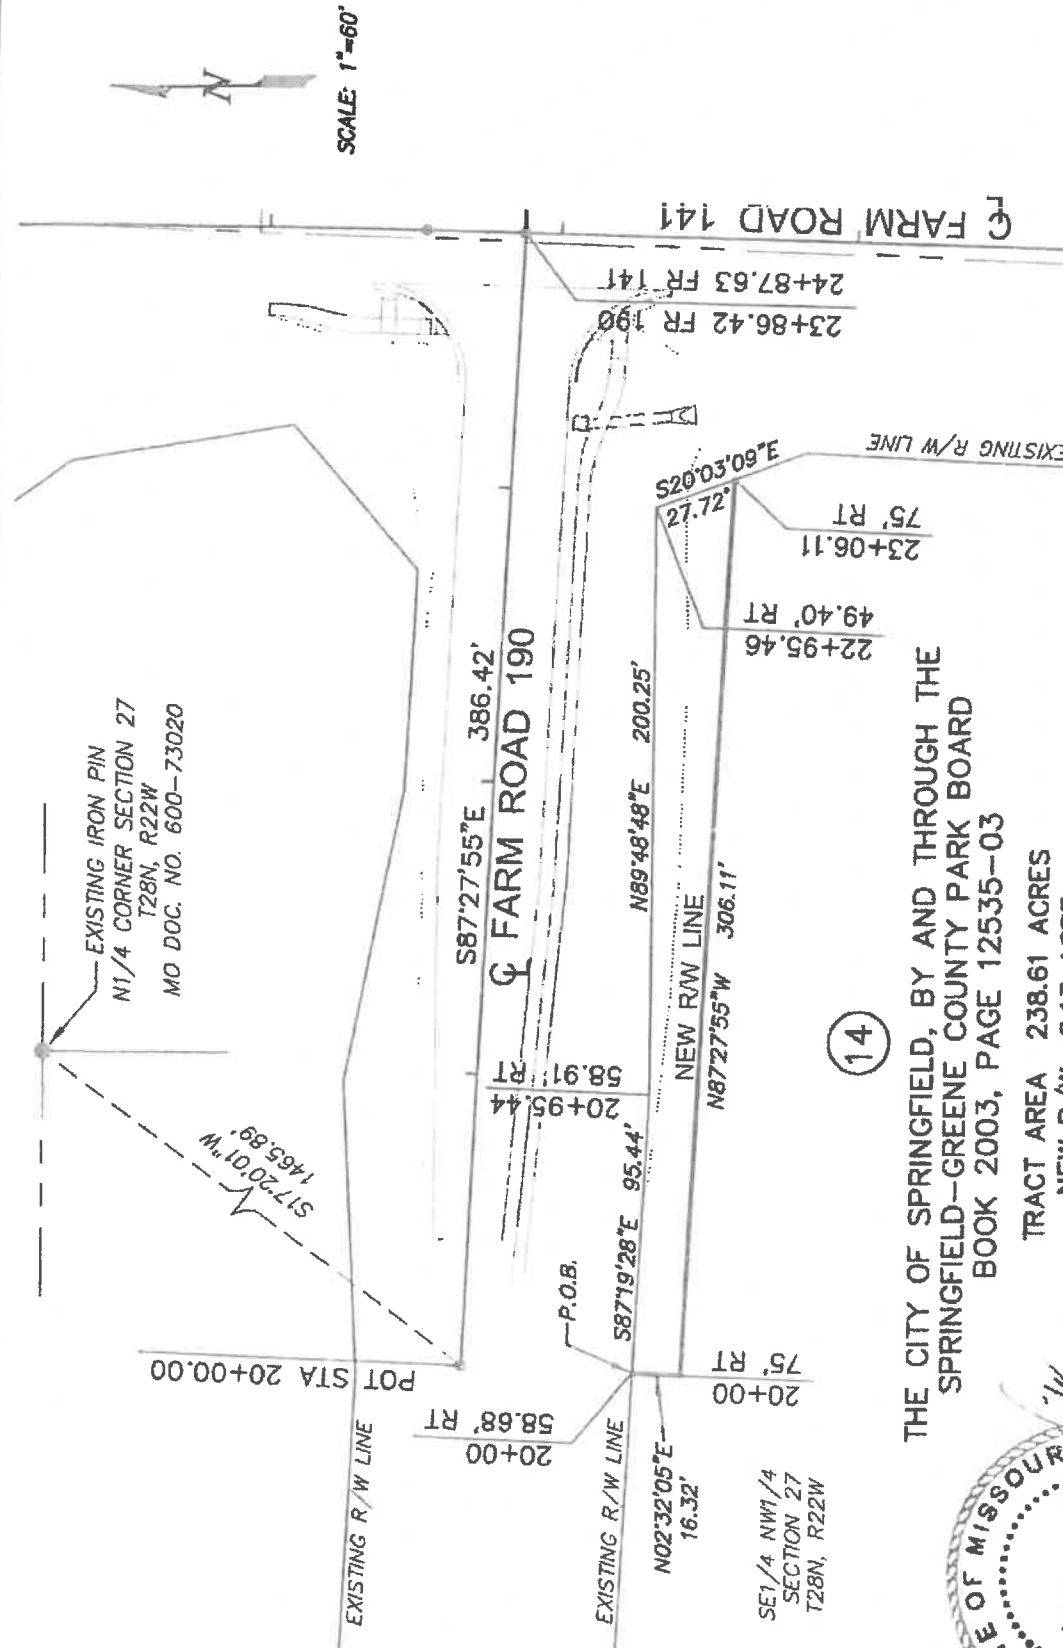 N
SCALE: 1"=60'
EXISTING IRON PIN
N1/4 CORNER SECTION 27
T28N, R22W
MO DOC. NO. 600-73020
S17°20'01"W
1465.89'
POT STA 20+00.00
EXISTING R/W LINE
S87°27'55"E 386.42'
℄ FARM ROAD 190
℄ FARM ROAD 141
23+86.42 FR 190
24+87.63 FR 141
20+00
58.68' RT
P.O.B.
EXISTING R/W LINE
S87°19'28"E 95.44'
20+95.44
58.91' RT
N89°48'48"E 200.25'
S20°03'09"E
27.72'
EXISTING R/W LINE
22+95.46
49.40' RT
23+06.11
75' RT
NEW R/W LINE
N87°27'55"W 306.11'
20+00
75' RT
N02°32'05"E
16.32'
SE1/4 NW1/4
SECTION 27
T28N, R22W
14
THE CITY OF SPRINGFIELD, BY AND THROUGH THE
SPRINGFIELD-GREENE COUNTY PARK BOARD
BOOK 2003, PAGE 12535-03
TRACT AREA 238.61 ACRES
NEW R/W
E OF MISSOUR